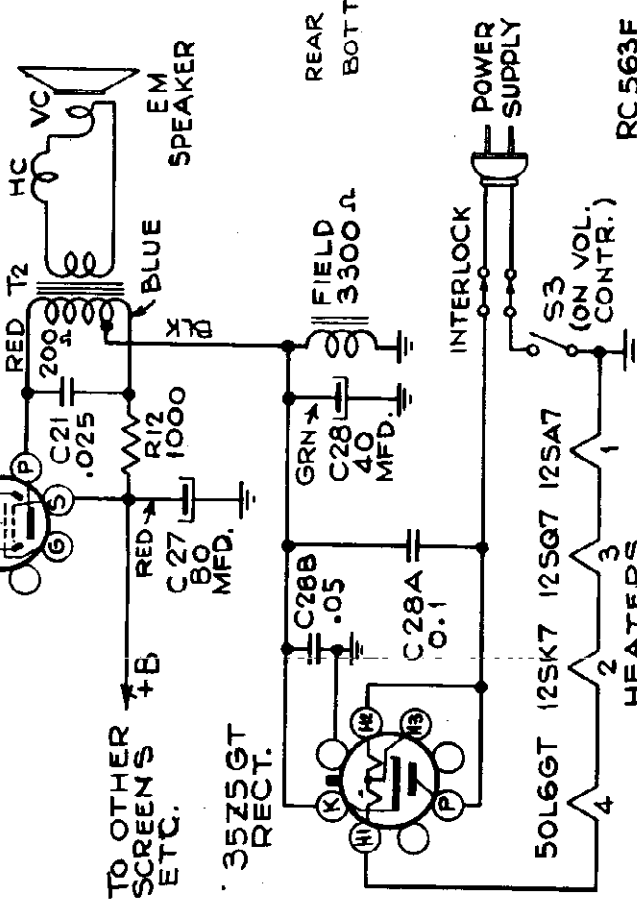 HC
VC
EM
SPEAKER
RED
T2
200
Ω
C21
.025
BLUE
P
S
G
R12
1000
RED
C27
80
MFD.
TO OTHER
SCREENS
ETC.
+B
BLK
FIELD
3300 Ω
GRN
C28
40
MFD.
REAR
BOTT
C28B
.05
C28A
0.1
INTERLOCK
POWER
SUPPLY
S3
(ON VOL.
CONTR.)
35Z5GT
RECT.
K
H2
H3
H1
P
50L6GT 12SK7 12SQ7 12SA7
4 2 3 1
HEATERS
RC563F